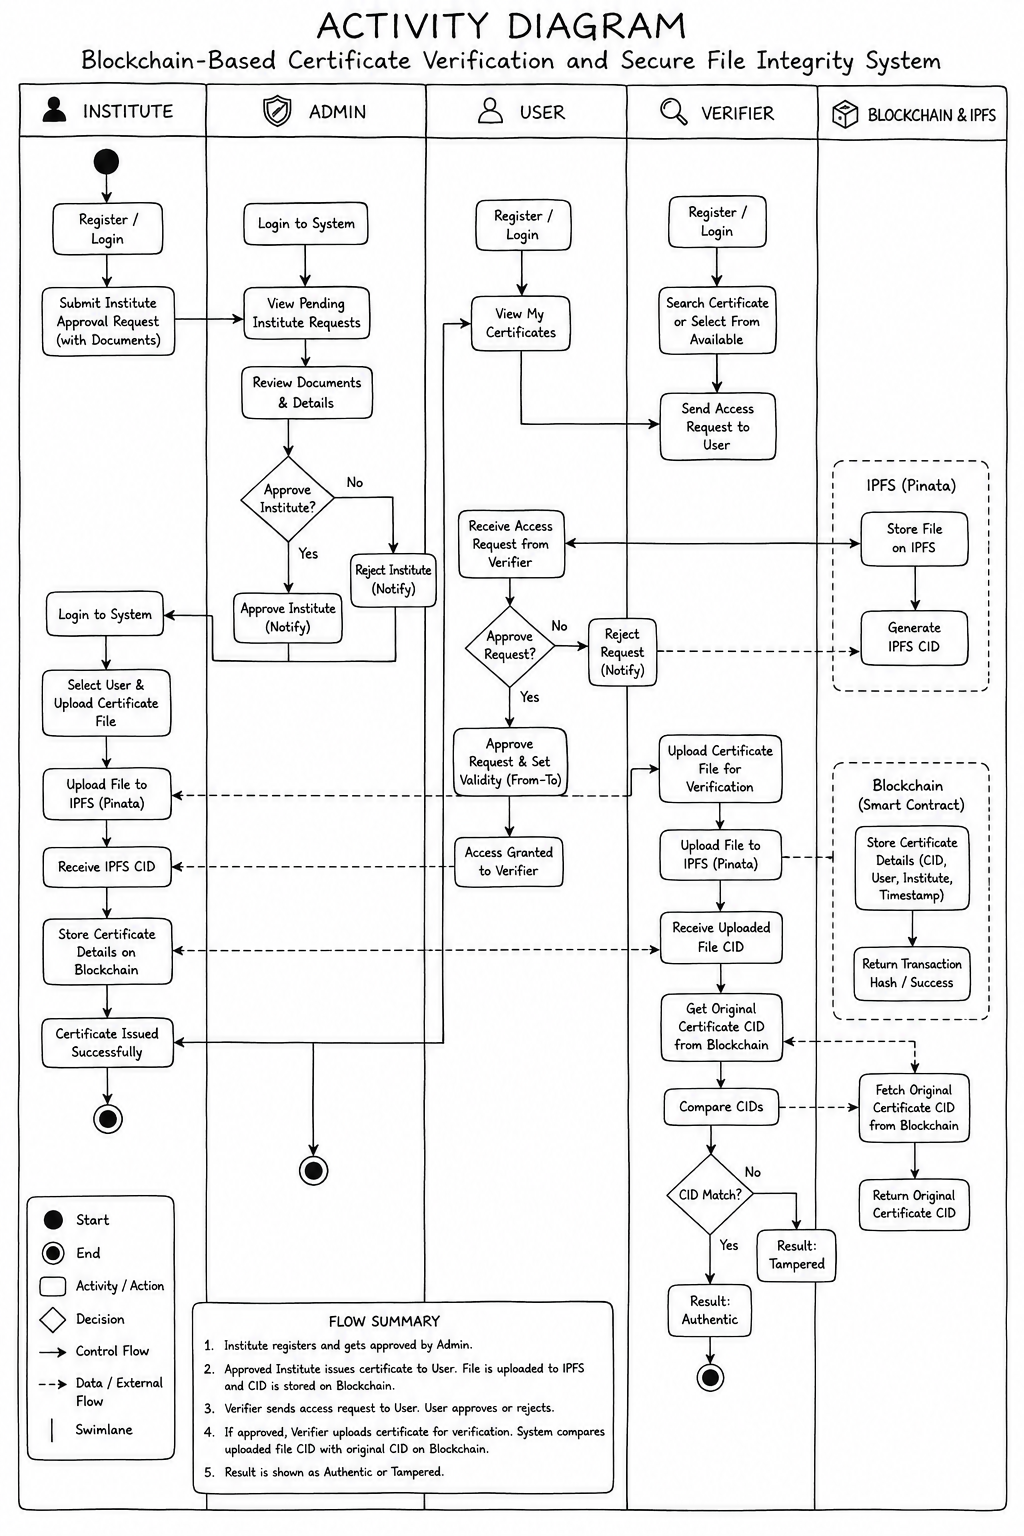 ACTIVITY DIAGRAM
Blockchain-Based Certificate Verification and Secure File Integrity System
INSTITUTE
ADMIN
USER
VERIFIER
BLOCKCHAIN & IPFS
Register /
Login
Submit Institute
Approval Request
(with Documents)
Login to System
Select User &
Upload Certificate
File
Upload File to
IPFS (Pinata)
Receive IPFS CID
Store Certificate
Details on
Blockchain
Certificate Issued
Successfully
Login to System
View Pending
Institute Requests
Review Documents
& Details
Approve
Institute?
No
Yes
Reject Institute
(Notify)
Approve Institute
(Notify)
Register /
Login
View My
Certificates
Receive Access
Request from
Verifier
Approve
Request?
No
Yes
Reject
Request
(Notify)
Approve
Request & Set
Validity (From-To)
Access Granted
to Verifier
Register /
Login
Search Certificate
or Select From
Available
Send Access
Request to
User
Upload Certificate
File for
Verification
Upload File to
IPFS (Pinata)
Receive Uploaded
File CID
Get Original
Certificate CID
from Blockchain
Compare CIDs
CID Match?
No
Yes
Result:
Tampered
Result:
Authentic
IPFS (Pinata)
Store File
on IPFS
Generate
IPFS CID
Blockchain
(Smart Contract)
Store Certificate
Details (CID,
User, Institute,
Timestamp)
Return Transaction
Hash / Success
Fetch Original
Certificate CID
from Blockchain
Return Original
Certificate CID
Start
End
Activity / Action
Decision
Control Flow
Data / External
Flow
Swimlane
FLOW SUMMARY
1. Institute registers and gets approved by Admin.
2. Approved Institute issues certificate to User. File is uploaded to IPFS
and CID is stored on Blockchain.
3. Verifier sends access request to User. User approves or rejects.
4. If approved, Verifier uploads certificate for verification. System compares
uploaded file CID with original CID on Blockchain.
5. Result is shown as Authentic or Tampered.